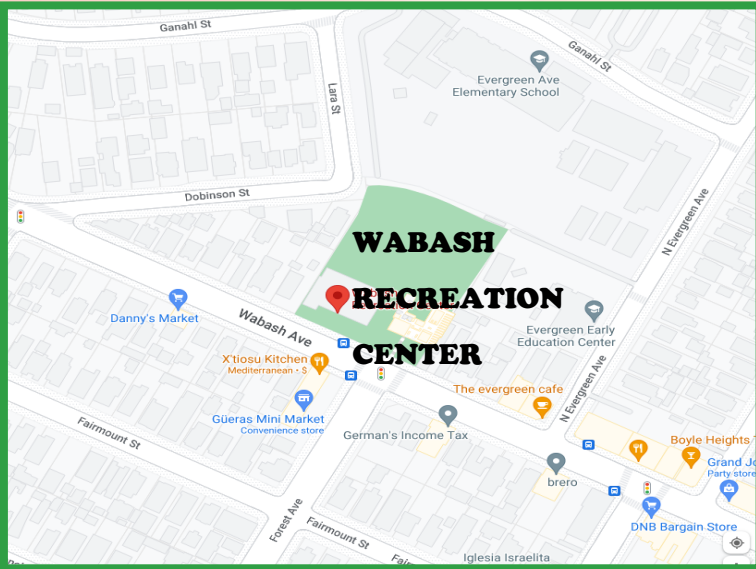 Ganahl St
Ganahl St
Evergreen Ave
Elementary School
Lara St
Dobinson St
N Evergreen Ave
WABASH
RECREATION
CENTER
Danny's Market
Wabash Ave
Evergreen Early
Education Center
X'tiosu Kitchen
Mediterranean • $
The evergreen cafe
N Evergreen Ave
Güeras Mini Market
Convenience store
German's Income Tax
Fairmount St
Boyle Heights
Grand Jo
Party store
brero
Forest Ave
Fairmount St
DNB Bargain Store
Iglesia Israelita